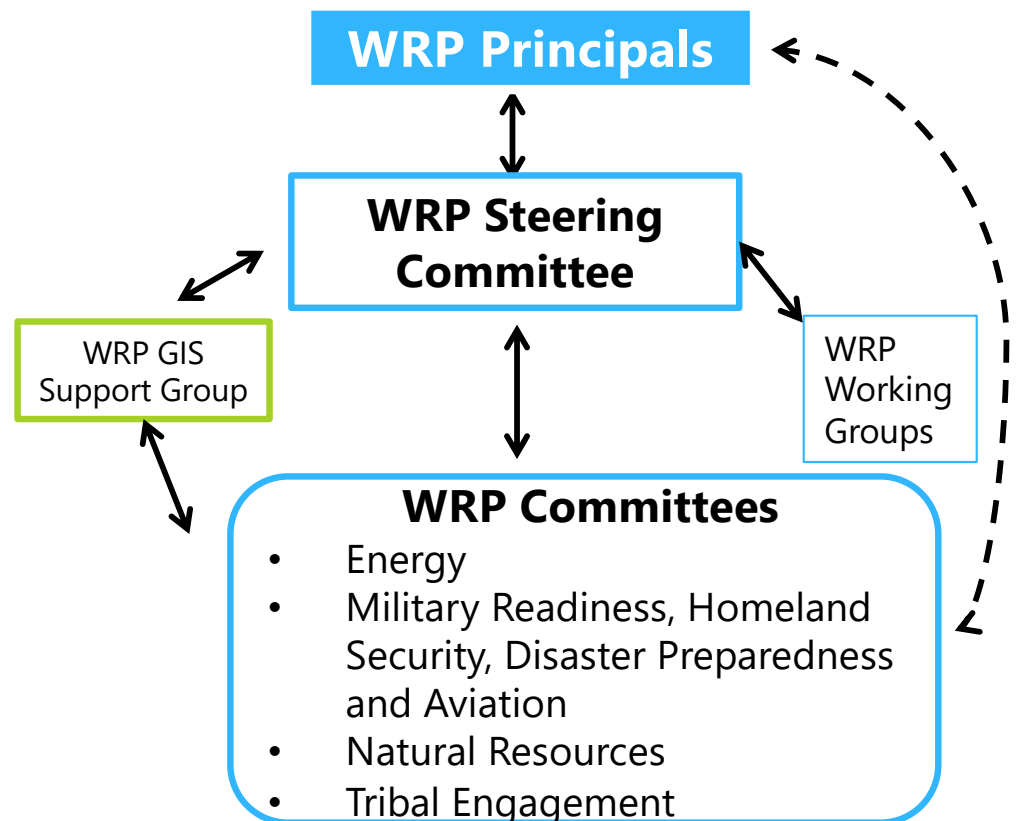 WRP Principals
WRP Steering
Committee
WRP GIS
Support Group
WRP
Working
Groups
WRP Committees
• Energy
• Military Readiness, Homeland
Security, Disaster Preparedness
and Aviation
• Natural Resources
• Tribal Engagement